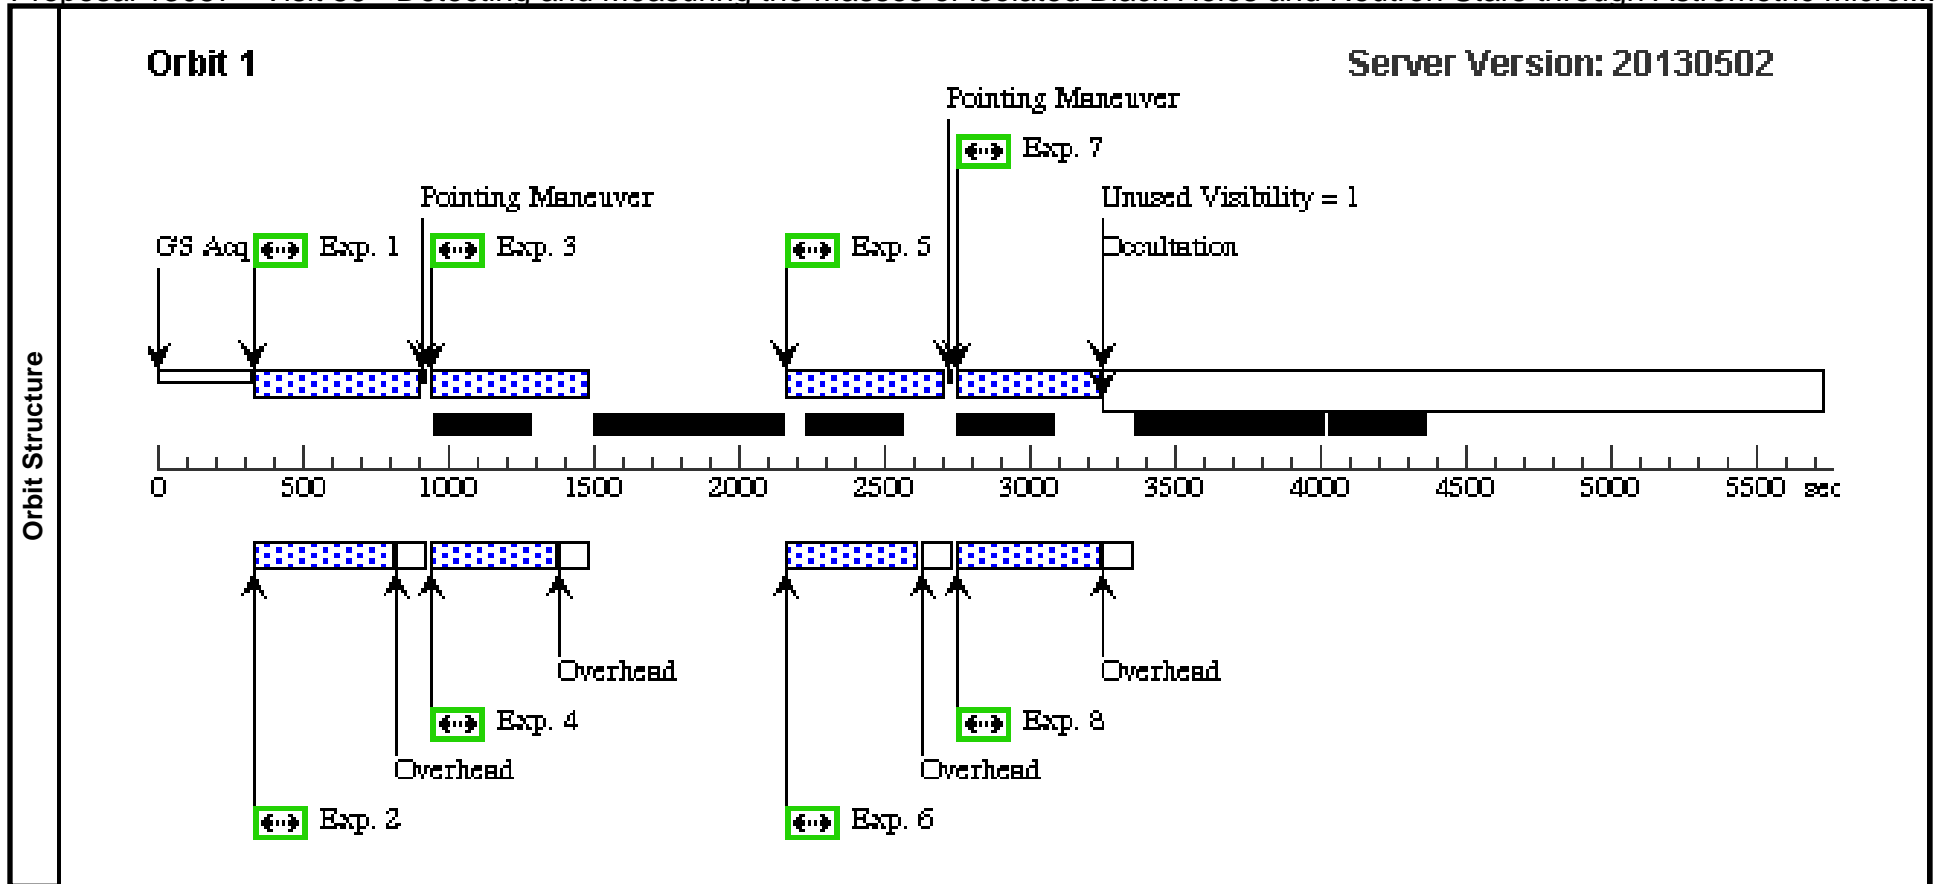 Orbit 1
Server Version: 20130502
Pointing Maneuver
Exp. 7
Pointing Maneuver
Unused Visibility = 1
GS Acq
Exp. 1
Exp. 3
Exp. 5
Occultation
Orbit Structure
0 500 1000 1500 2000 2500 3000 3500 4000 4500 5000 5500 sec
Overhead
Overhead
Exp. 4
Exp. 8
Overhead
Overhead
Exp. 2
Exp. 6